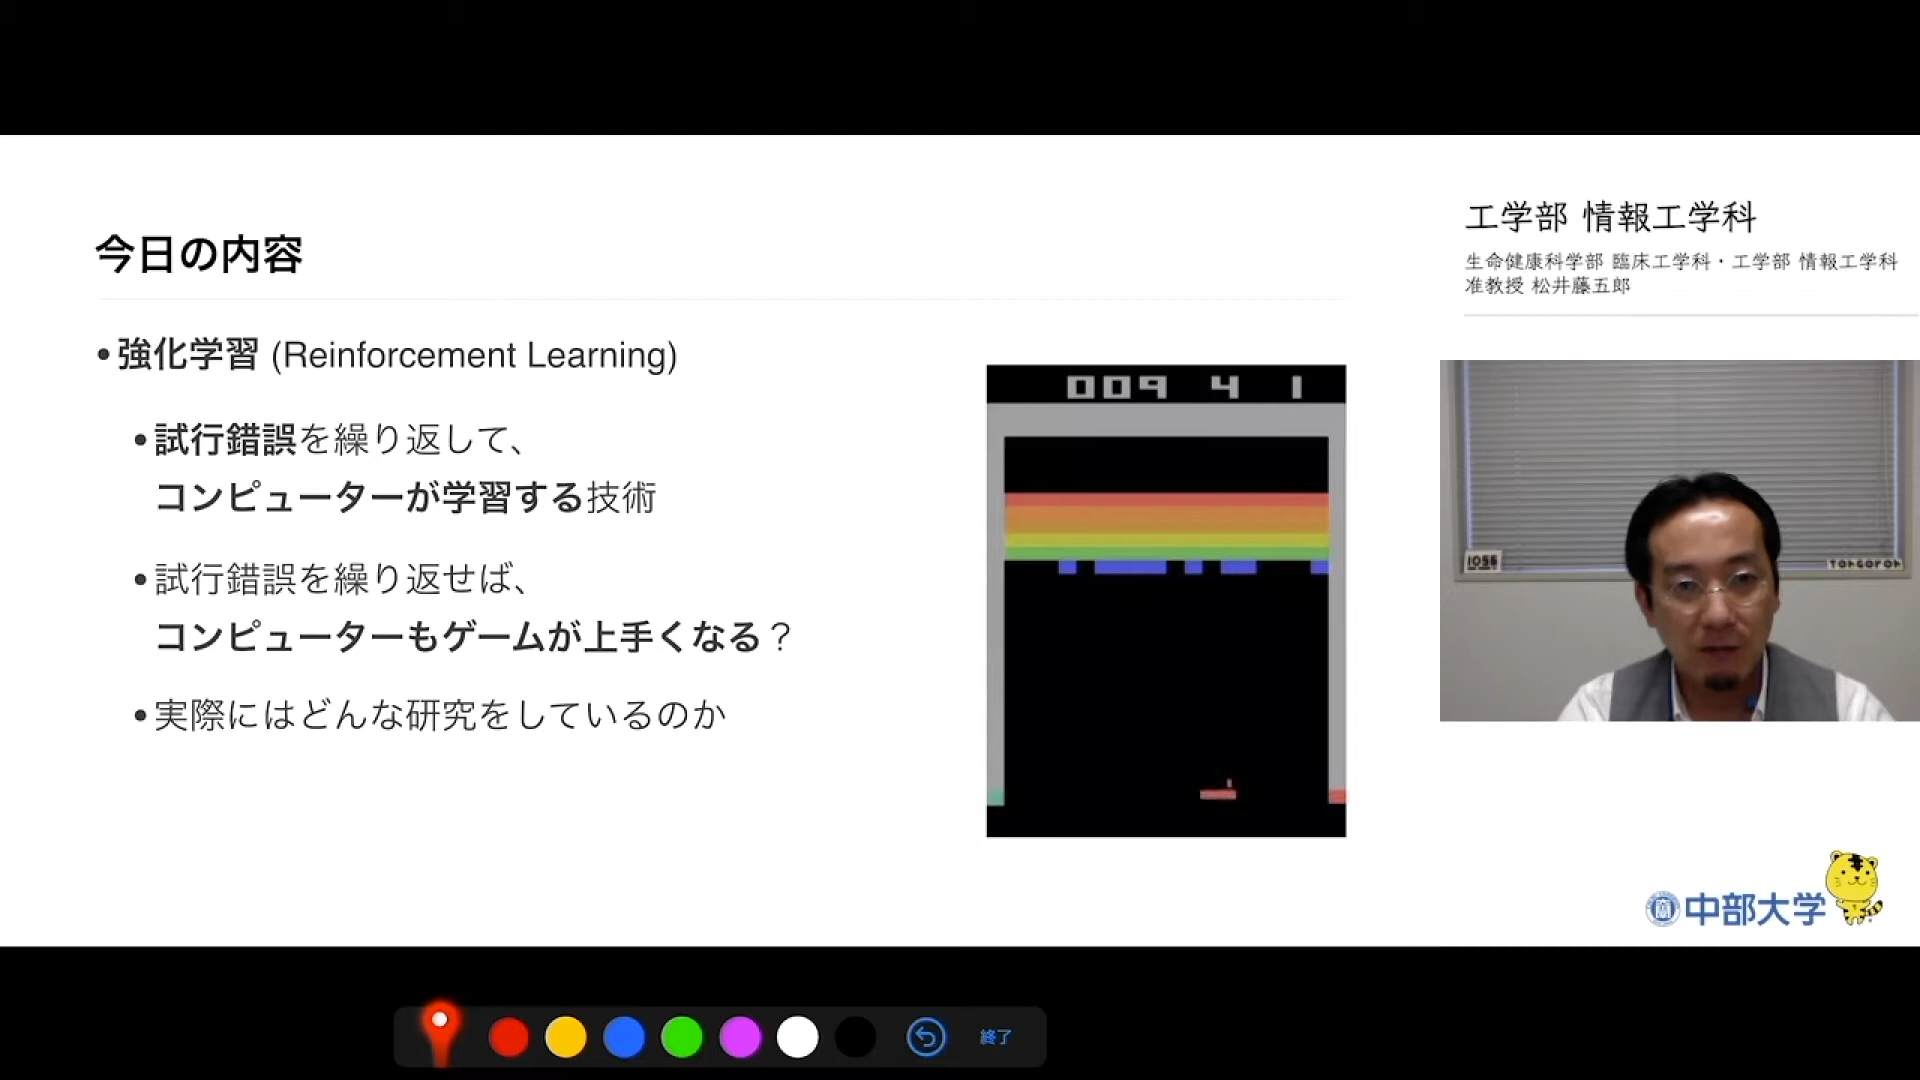 今日の内容
•強化学習 (Reinforcement Learning)
•試行錯誤を繰り返して、
コンピューターが学習する技術
•試行錯誤を繰り返せば、
コンピューターもゲームが上手くなる？
•実際にはどんな研究をしているのか
009 4 1
工学部 情報工学科
生命健康科学部 臨床工学科・工学部 情報工学科
准教授 松井藤五郎
1056
中部大学
終了